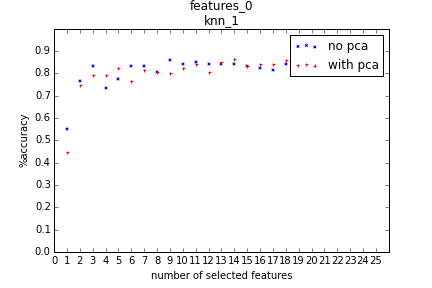 features_0
knn_1
no pca
with pca
%accuracy
0.9
0.8
0.7
0.6
0.5
0.4
0.3
0.2
0.1
0.0
0 1 2 3 4 5 6 7 8 9 10 11 12 13 14 15 16 17 18 19 20 21 22 23 24 25
number of selected features